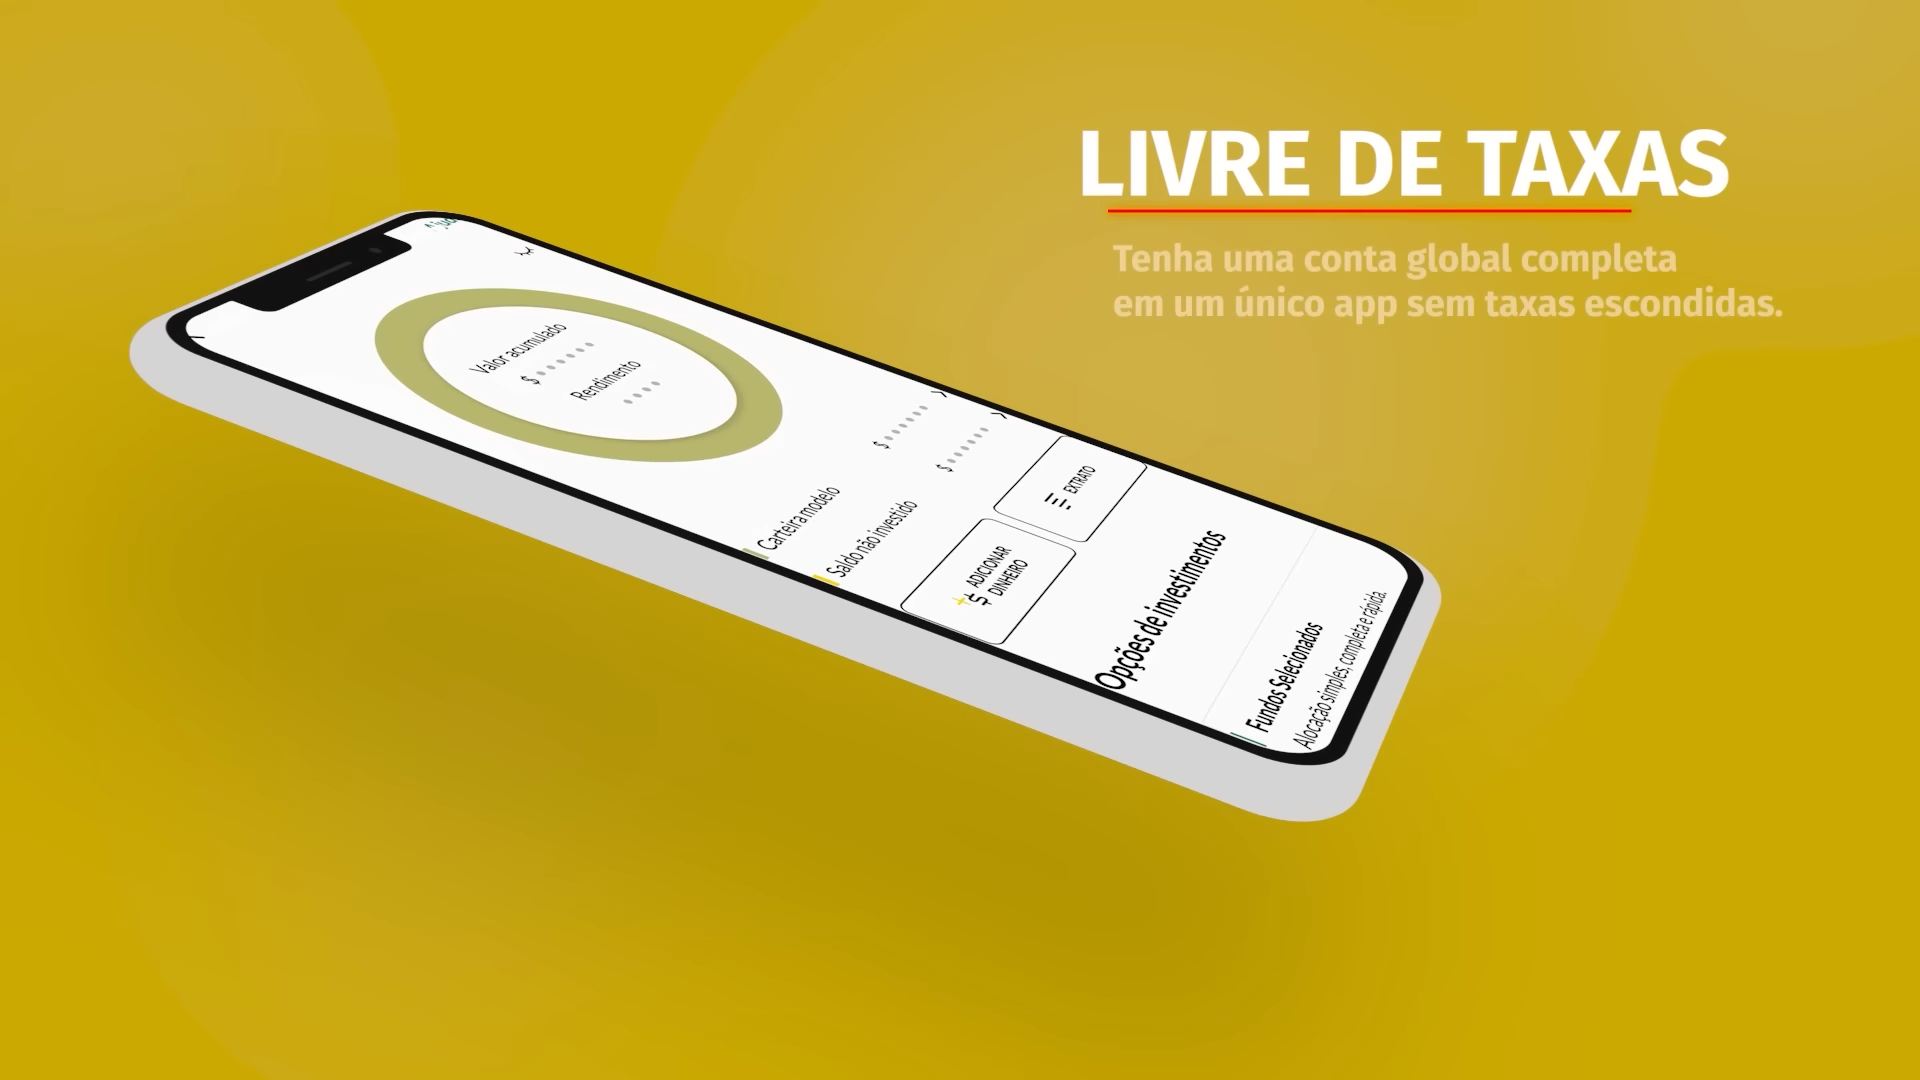 LIVRE DE TAXAS
Tenha uma conta global completa
em um único app sem taxas escondidas.
Valor acumulado
$
Rendimento
Carteira modelo
$
Saldo não investido
$
ADICIONAR
DINHEIRO
EXTRATO
Opções de investimentos
Fundos Selecionados
Alocação simples, completa e rápida.